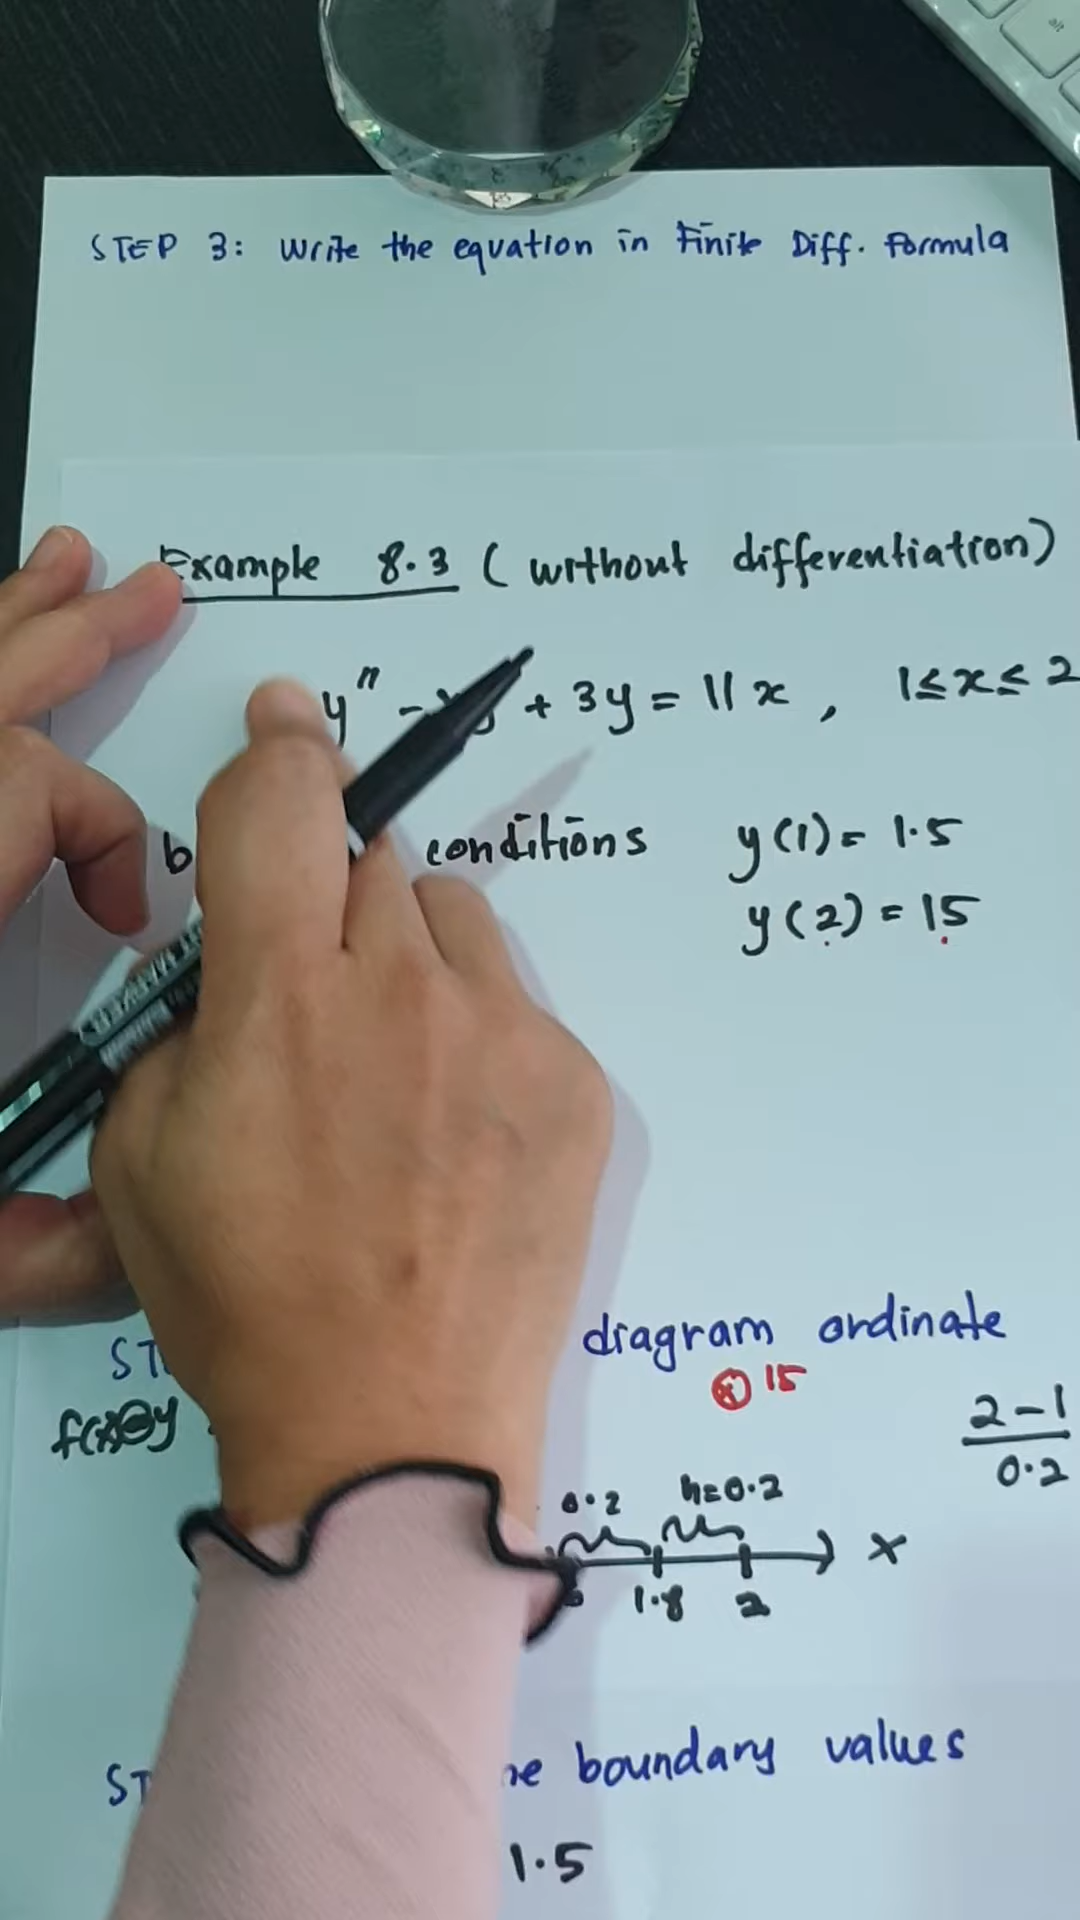 STEP 3: Write the equation in Finite Diff. Formula
Example 8.3 (without differentiation)
y" - + 3y = 11x , 1≤x≤2
conditions y(1) = 1.5
y(2) = 15
diagram ordinate
f(x) y
15
2-1
0.2
0.2 h=0.2
x
1.8 2
boundary values
1.5